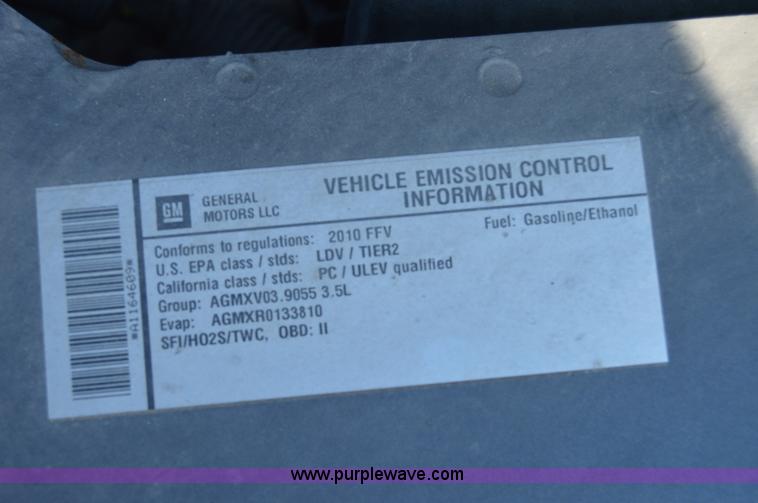 GM
GENERAL
MOTORS LLC
VEHICLE EMISSION CONTROL
INFORMATION
Conforms to regulations: 2010 FFV
Fuel: Gasoline/Ethanol
U.S. EPA class / stds: LDV / TIER2
California class / stds: PC / ULEV qualified
Group: AGMXV03.9055 3.5L
Evap: AGMXR0133810
SFI/HO2S/TWC, OBD: II
*A1164609*
www.purplewave.com